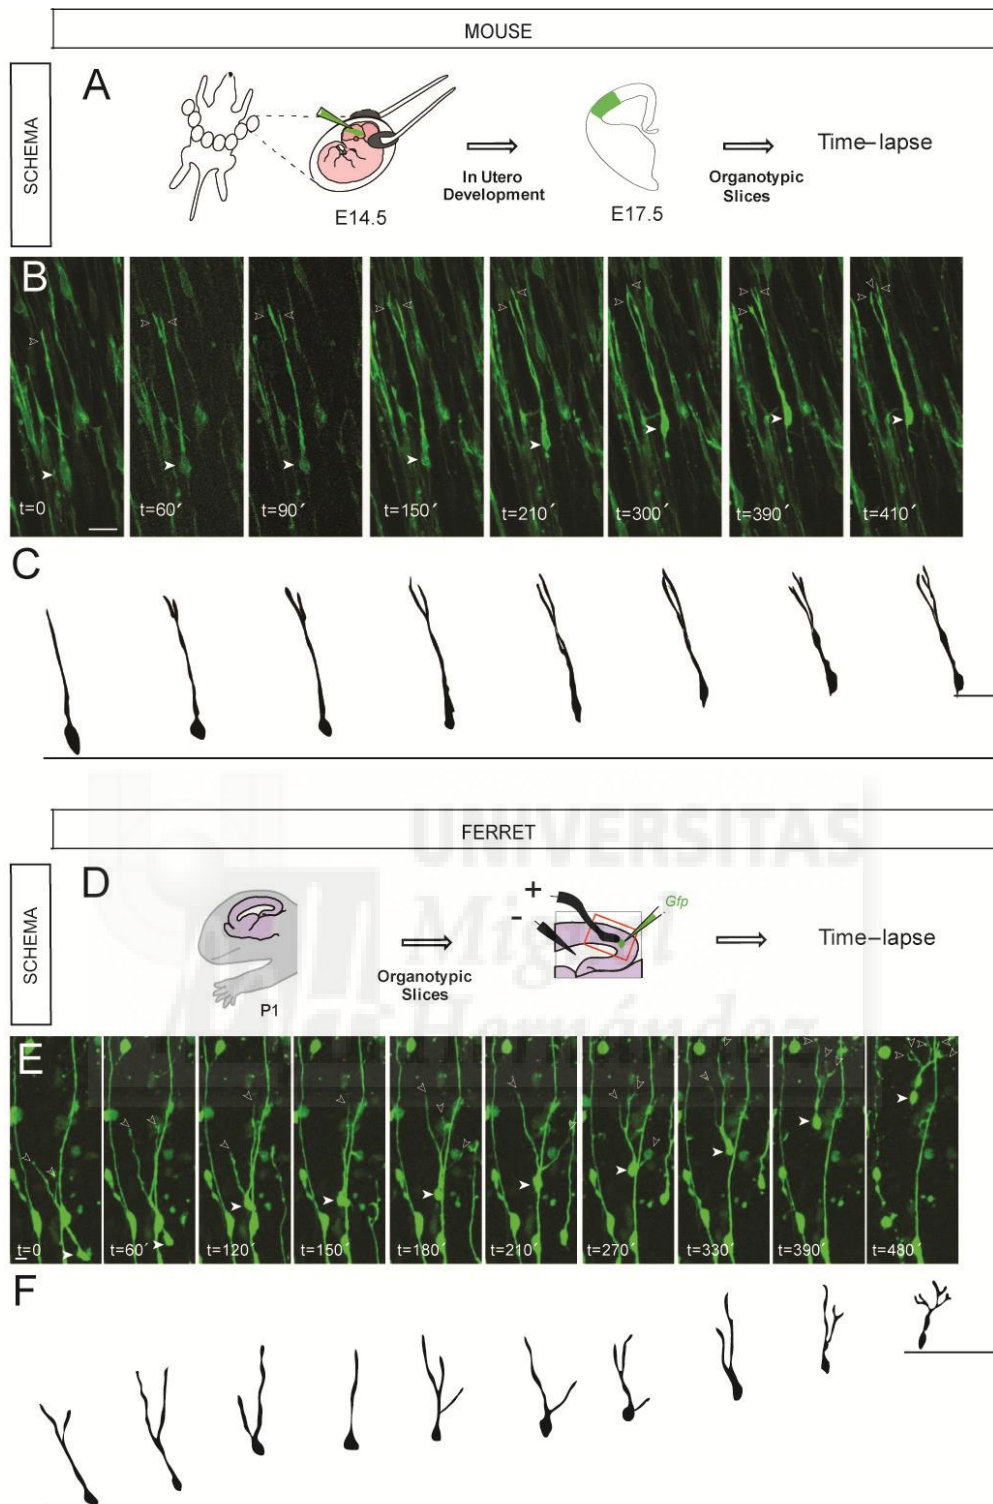 MOUSE
SCHEMA
A
E14.5
In Utero
Development
E17.5
Organotypic
Slices
Time–lapse
B
t=0
t=60´
t=90´
t=150´
t=210´
t=300´
t=390´
t=410´
C
FERRET
UNIVERSITAS
Miguel
Hernández
SCHEMA
D
P1
Organotypic
Slices
+
-
Gfp
Time–lapse
E
t=0
t=60´
t=120´
t=150´
t=180´
t=210´
t=270´
t=330´
t=390´
t=480´
F